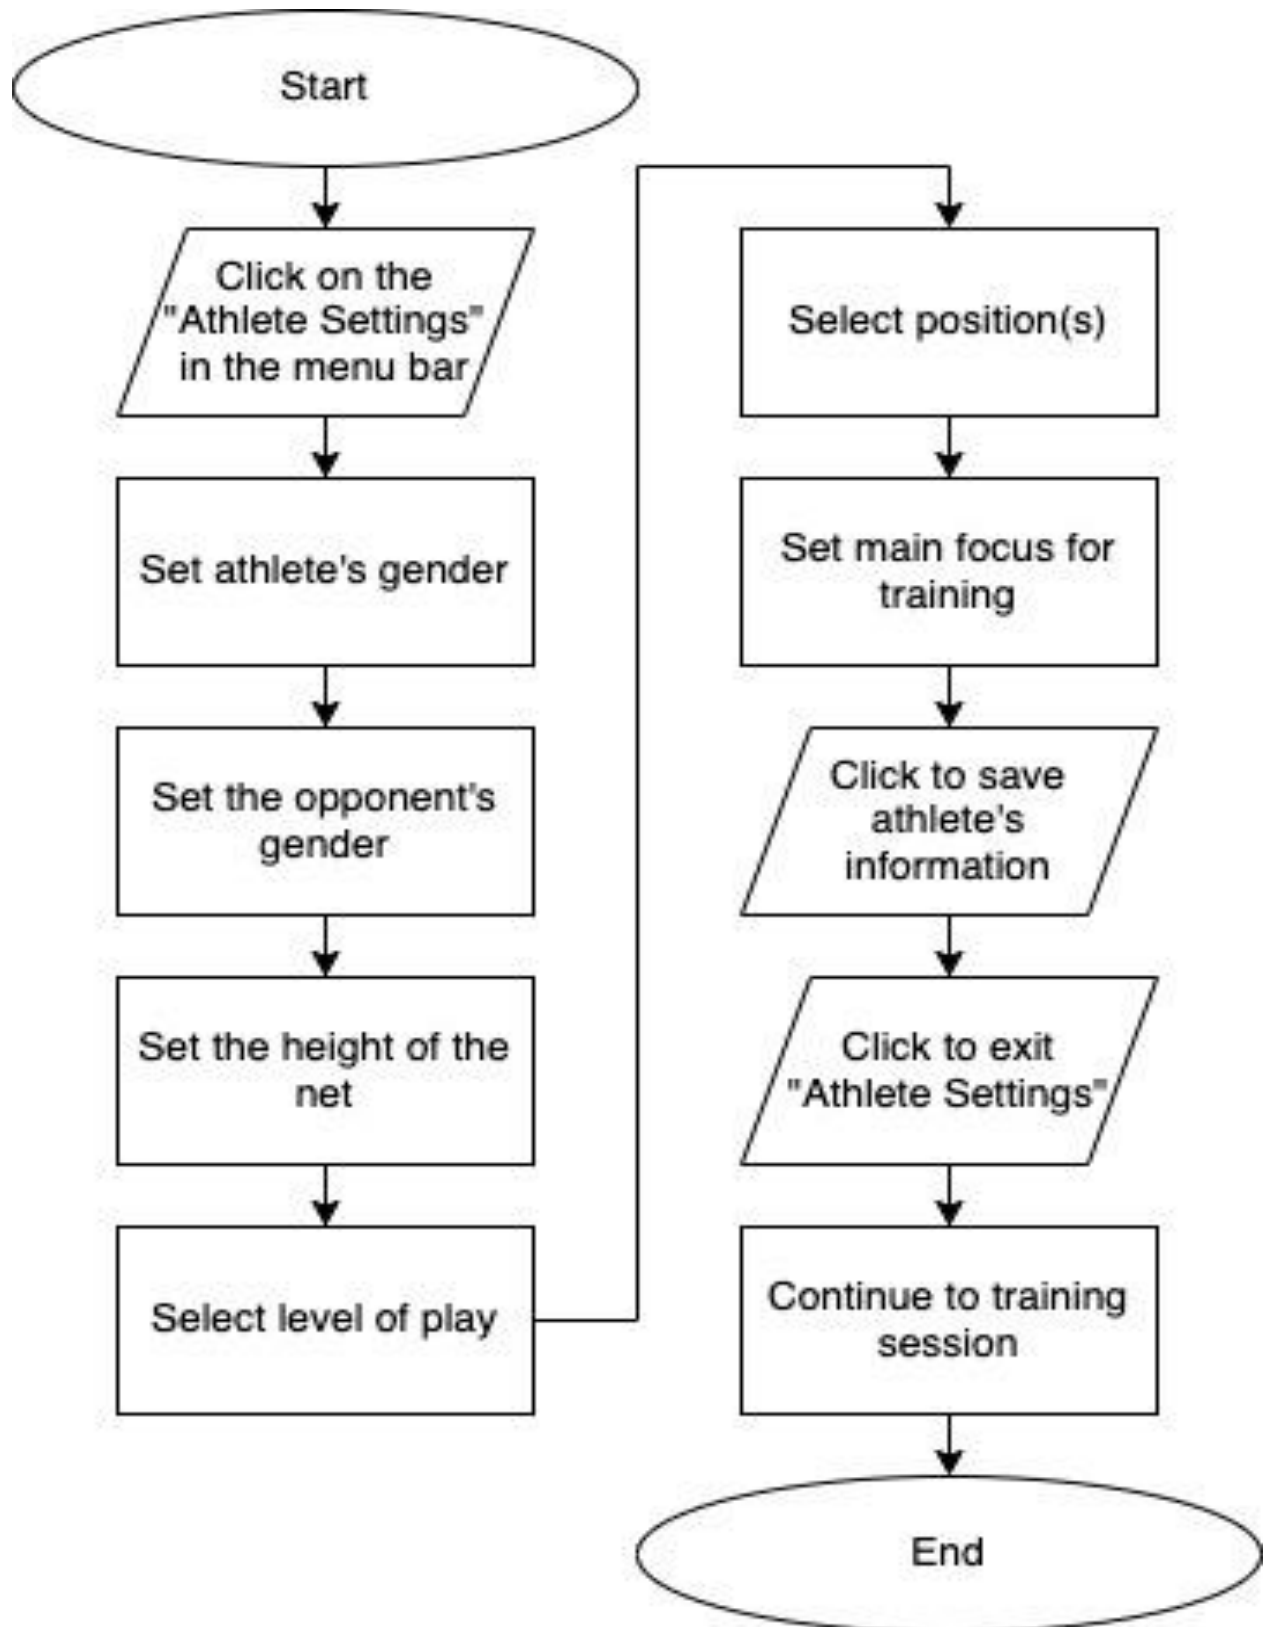 Start
Click on the
"Athlete Settings"
in the menu bar
Set athlete's gender
Set the opponent's
gender
Set the height of the
net
Select level of play
Select position(s)
Set main focus for
training
Click to save
athlete's
information
Click to exit
"Athlete Settings"
Continue to training
session
End